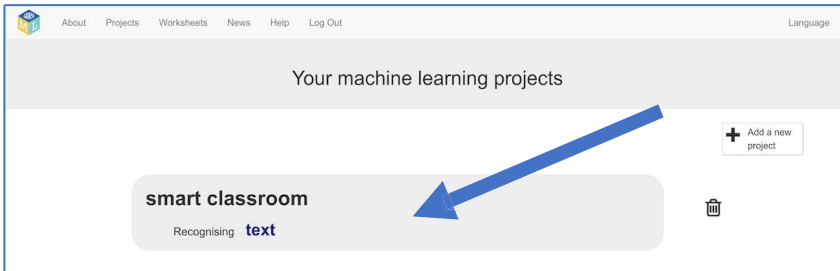 About Projects Worksheets News Help Log Out Language
Your machine learning projects
Add a new
project
smart classroom
Recognising text